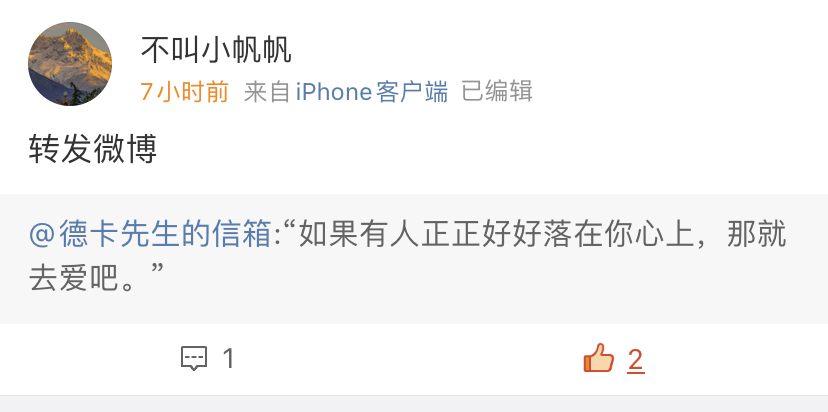 不叫小帆帆
7小时前 来自 iPhone客户端 已编辑
转发微博
@德卡先生的信箱:“如果有人正正好好落在你心上，那就
去爱吧。”
1
2